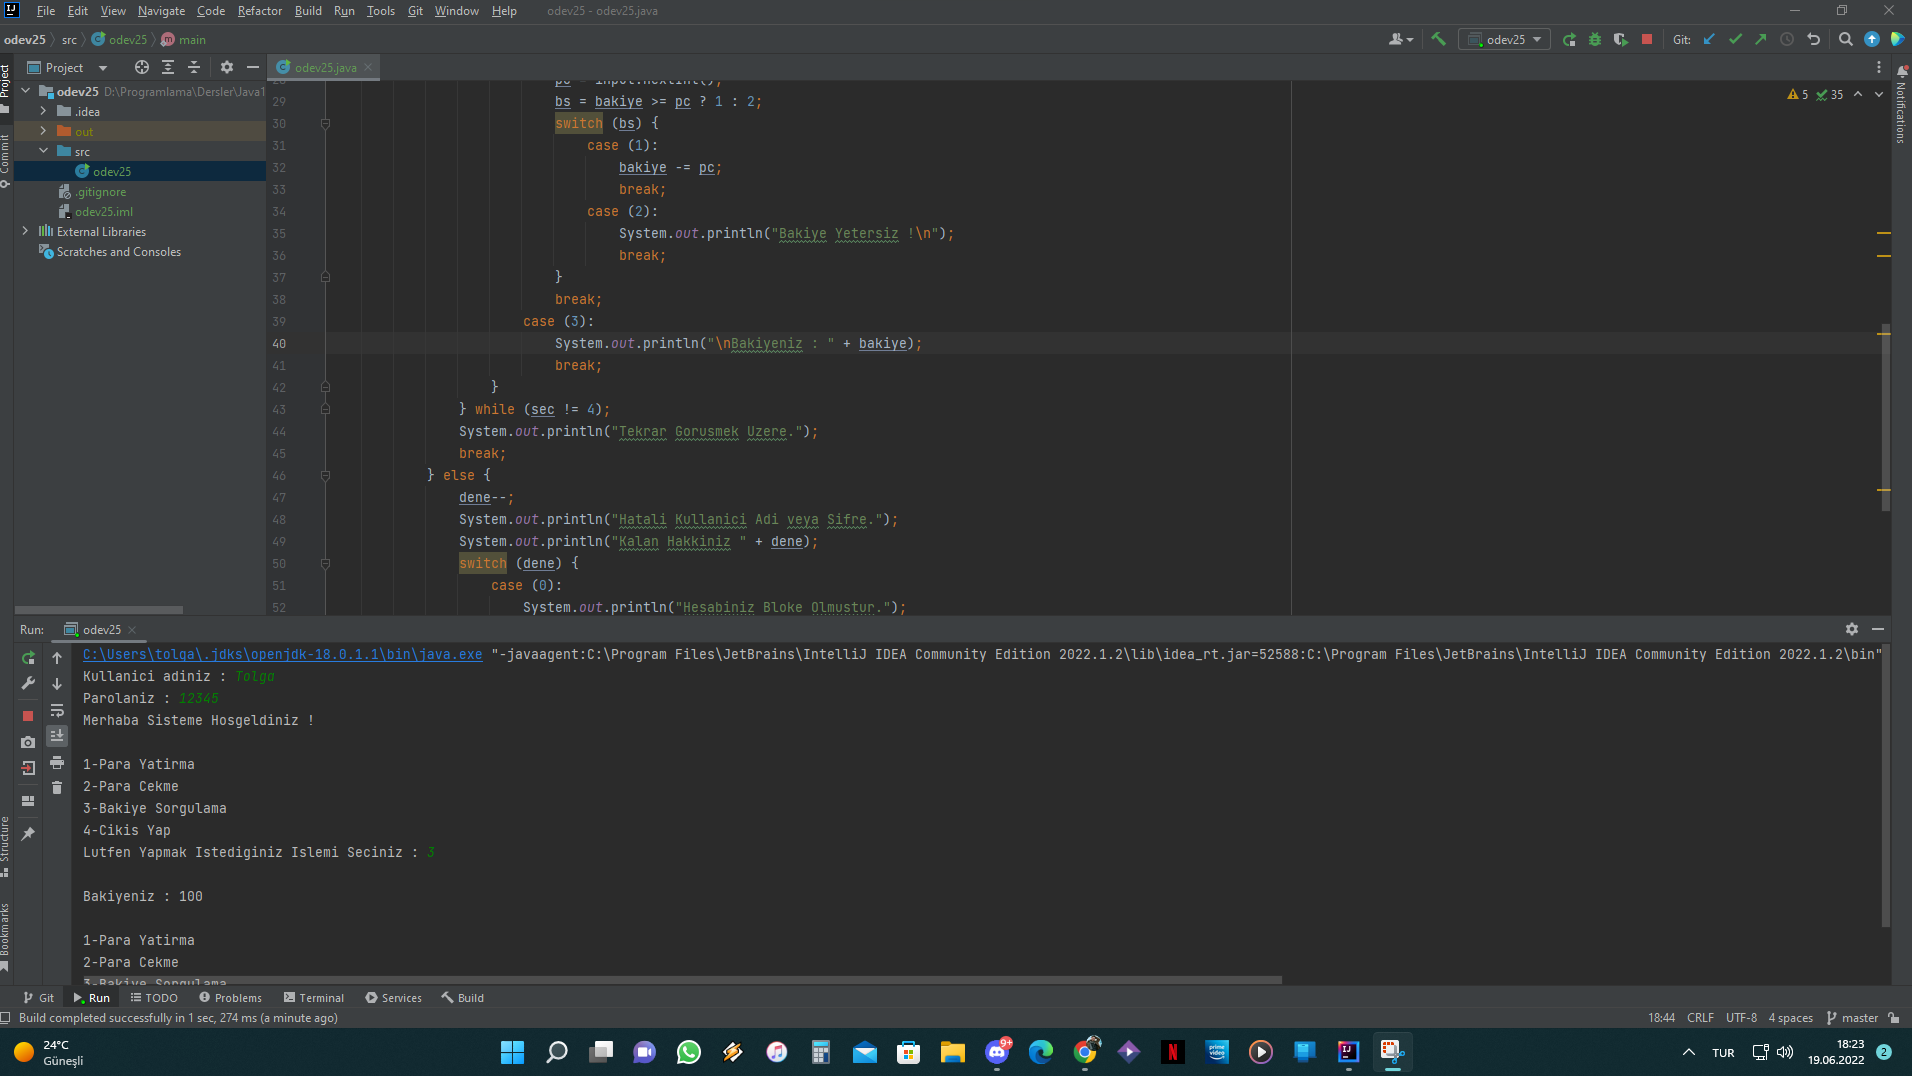 File Edit View Navigate Code Refactor Build Run Tools Git Window Help odev25 - odev25.java
odev25 src odev25 main
odev25 Git:
Project
odev25.java
odev25 D:\Programlama\Dersler\Java1
.idea
out
src
odev25
.gitignore
odev25.iml
External Libraries
Scratches and Consoles
Project
Commit
Structure
Bookmarks
Notifications
5 35
29 bs = bakiye >= pc ? 1 : 2;
30 switch (bs) {
31 case (1):
32 bakiye -= pc;
33 break;
34 case (2):
35 System.out.println("Bakiye Yetersiz !\n");
36 break;
37 }
38 break;
39 case (3):
40 System.out.println("\nBakiyeniz : " + bakiye);
41 break;
42 }
43 } while (sec != 4);
44 System.out.println("Tekrar Gorusmek Uzere.");
45 break;
46 } else {
47 dene--;
48 System.out.println("Hatali Kullanici Adi veya Sifre.");
49 System.out.println("Kalan Hakkiniz " + dene);
50 switch (dene) {
51 case (0):
52 System.out.println("Hesabiniz Bloke Olmustur.");
Run: odev25
C:\Users\tolga\.jdks\openjdk-18.0.1.1\bin\java.exe "-javaagent:C:\Program Files\JetBrains\IntelliJ IDEA Community Edition 2022.1.2\lib\idea_rt.jar=52588:C:\Program Files\JetBrains\IntelliJ IDEA Community Edition 2022.1.2\bin"
Kullanici adiniz : Tolga
Parolaniz : 12345
Merhaba Sisteme Hosgeldiniz !
1-Para Yatirma
2-Para Cekme
3-Bakiye Sorgulama
4-Cikis Yap
Lutfen Yapmak Istediginiz Islemi Seciniz : 3
Bakiyeniz : 100
1-Para Yatirma
2-Para Cekme
3-Bakiye Sorgulama
Git Run TODO Problems Terminal Services Build
Build completed successfully in 1 sec, 274 ms (a minute ago)
18:44 CRLF UTF-8 4 spaces master
24°C
Güneşli
9+
prime video
TUR
18:23
19.06.2022
2